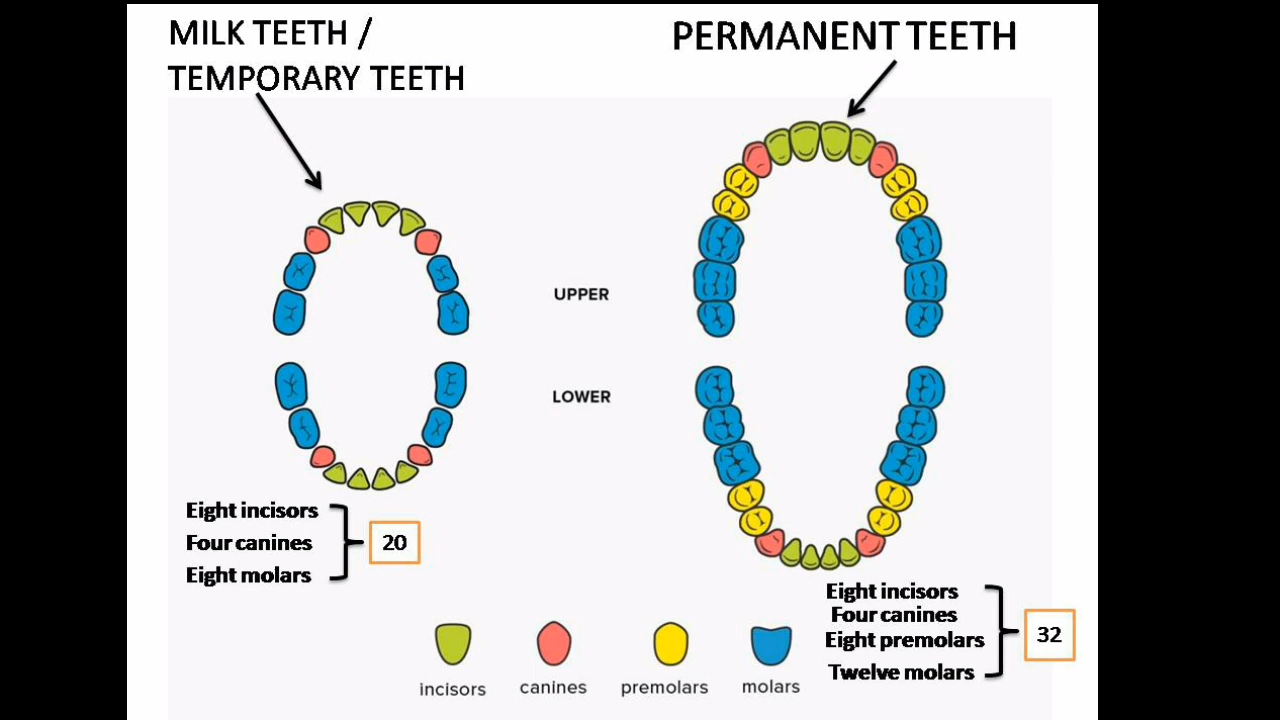 MILK TEETH /
TEMPORARY TEETH
PERMANENT TEETH
UPPER
LOWER
Eight incisors
Four canines
Eight molars
20
Eight incisors
Four canines
Eight premolars
Twelve molars
32
incisors
canines
premolars
molars